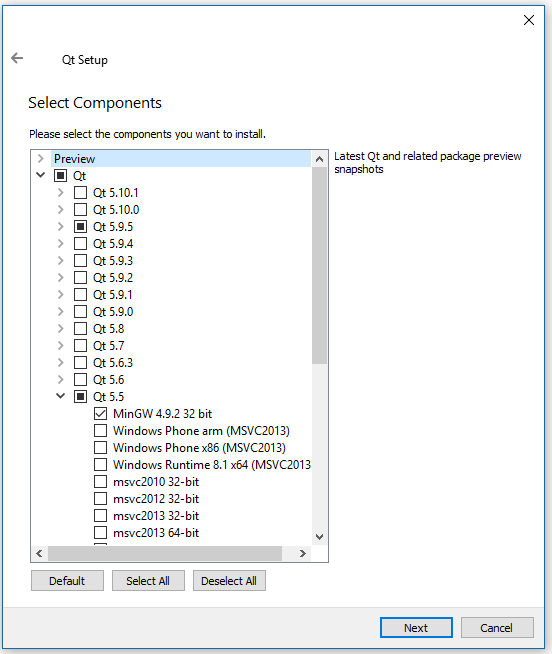 Qt Setup
Select Components
Please select the components you want to install.
Preview
Latest Qt and related package preview
snapshots
Qt
Qt 5.10.1
Qt 5.10.0
Qt 5.9.5
Qt 5.9.4
Qt 5.9.3
Qt 5.9.2
Qt 5.9.1
Qt 5.9.0
Qt 5.8
Qt 5.7
Qt 5.6.3
Qt 5.6
Qt 5.5
MinGW 4.9.2 32 bit
Windows Phone arm (MSVC2013)
Windows Phone x86 (MSVC2013)
Windows Runtime 8.1 x64 (MSVC2013
msvc2010 32-bit
msvc2012 32-bit
msvc2013 32-bit
msvc2013 64-bit
Default Select All Deselect All
Next Cancel